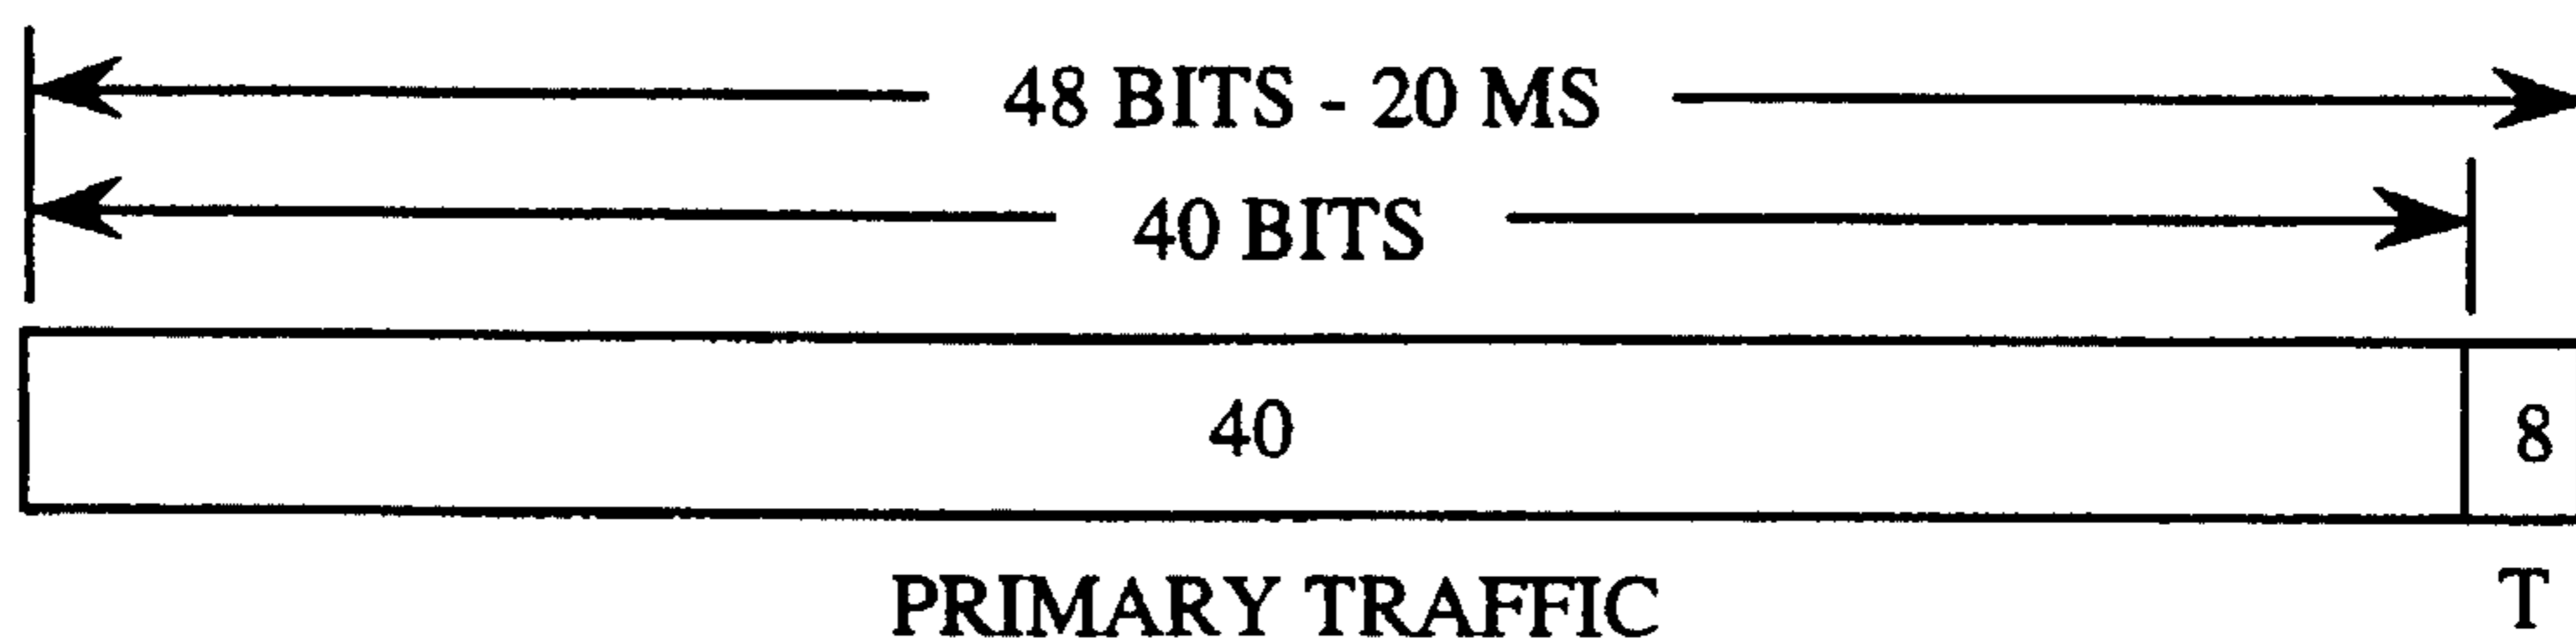 48 BITS - 20 MS
40 BITS
40 8
PRIMARY TRAFFIC T